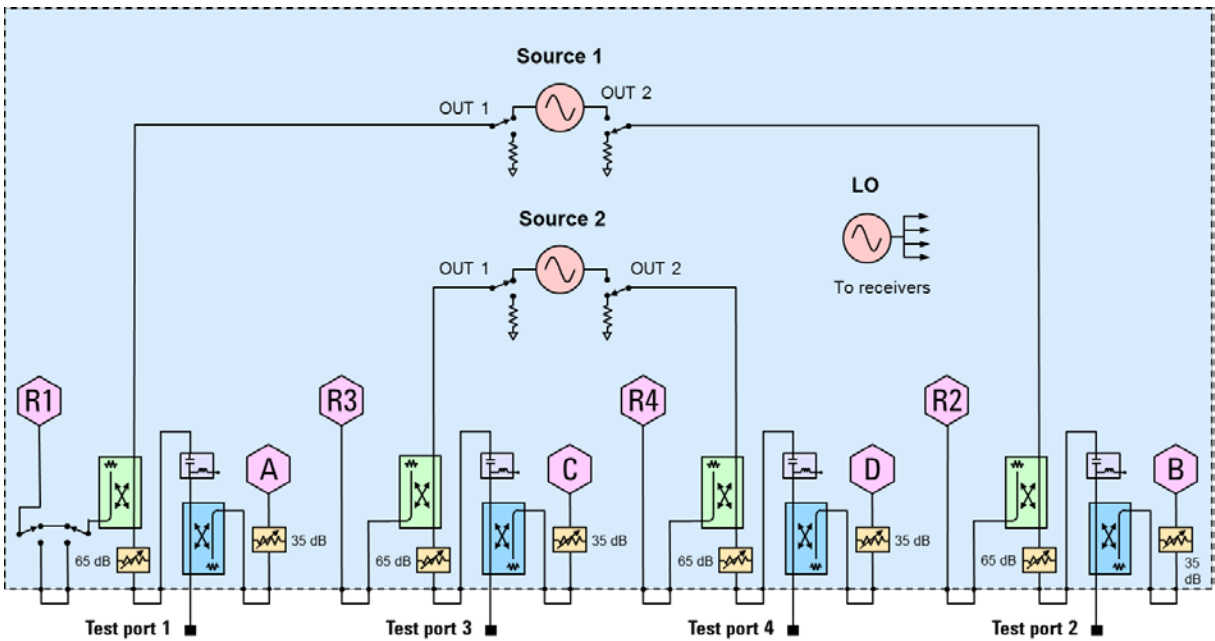 Source 1
OUT 1
OUT 2
LO
Source 2
OUT 1
OUT 2
To receivers
R1
R3
R4
R2
A
C
D
B
65 dB
35 dB
65 dB
35 dB
65 dB
35 dB
65 dB
35
dB
Test port 1
Test port 3
Test port 4
Test port 2